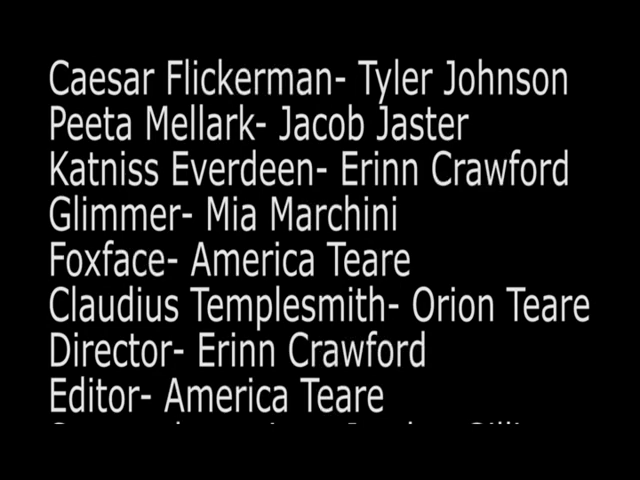 Caesar Flickerman- Tyler Johnson
Peeta Mellark- Jacob Jaster
Katniss Everdeen- Erinn Crawford
Glimmer- Mia Marchini
Foxface- America Teare
Claudius Templesmith- Orion Teare
Director- Erinn Crawford
Editor- America Teare